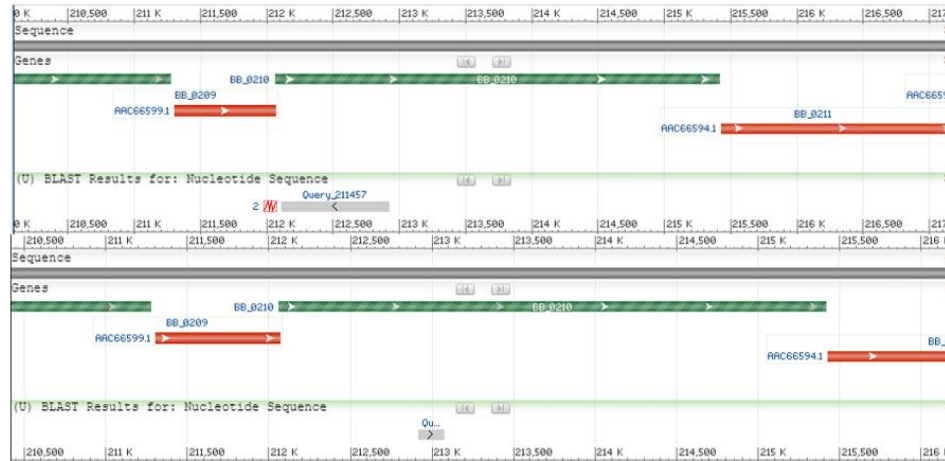 0 K |210,500 |211 K |211,500 |212 K |212,500 |213 K |213,500 |214 K |214,500 |215 K |215,500 |216 K |216,500 |217
Sequence
Genes
BB_0210 BB_0210
BB_0209
AAC66599.1
BB_0211
AAC66594.1
AAC665
(U) BLAST Results for: Nucleotide Sequence
Query_211457
2
0 K |210,500 |211 K |211,500 |212 K |212,500 |213 K |213,500 |214 K |214,500 |215 K |215,500 |216 K |216,500 |217
|210,500 |211 K |211,500 |212 K |212,500 |213 K |213,500 |214 K |214,500 |215 K |215,500 |216
Sequence
Genes
BB_0210 BB_0210
BB_0209
AAC66599.1
BB_
AAC66594.1
(U) BLAST Results for: Nucleotide Sequence
Qu...
|210,500 |211 K |211,500 |212 K |212,500 |213 K |213,500 |214 K |214,500 |215 K |215,500 |216